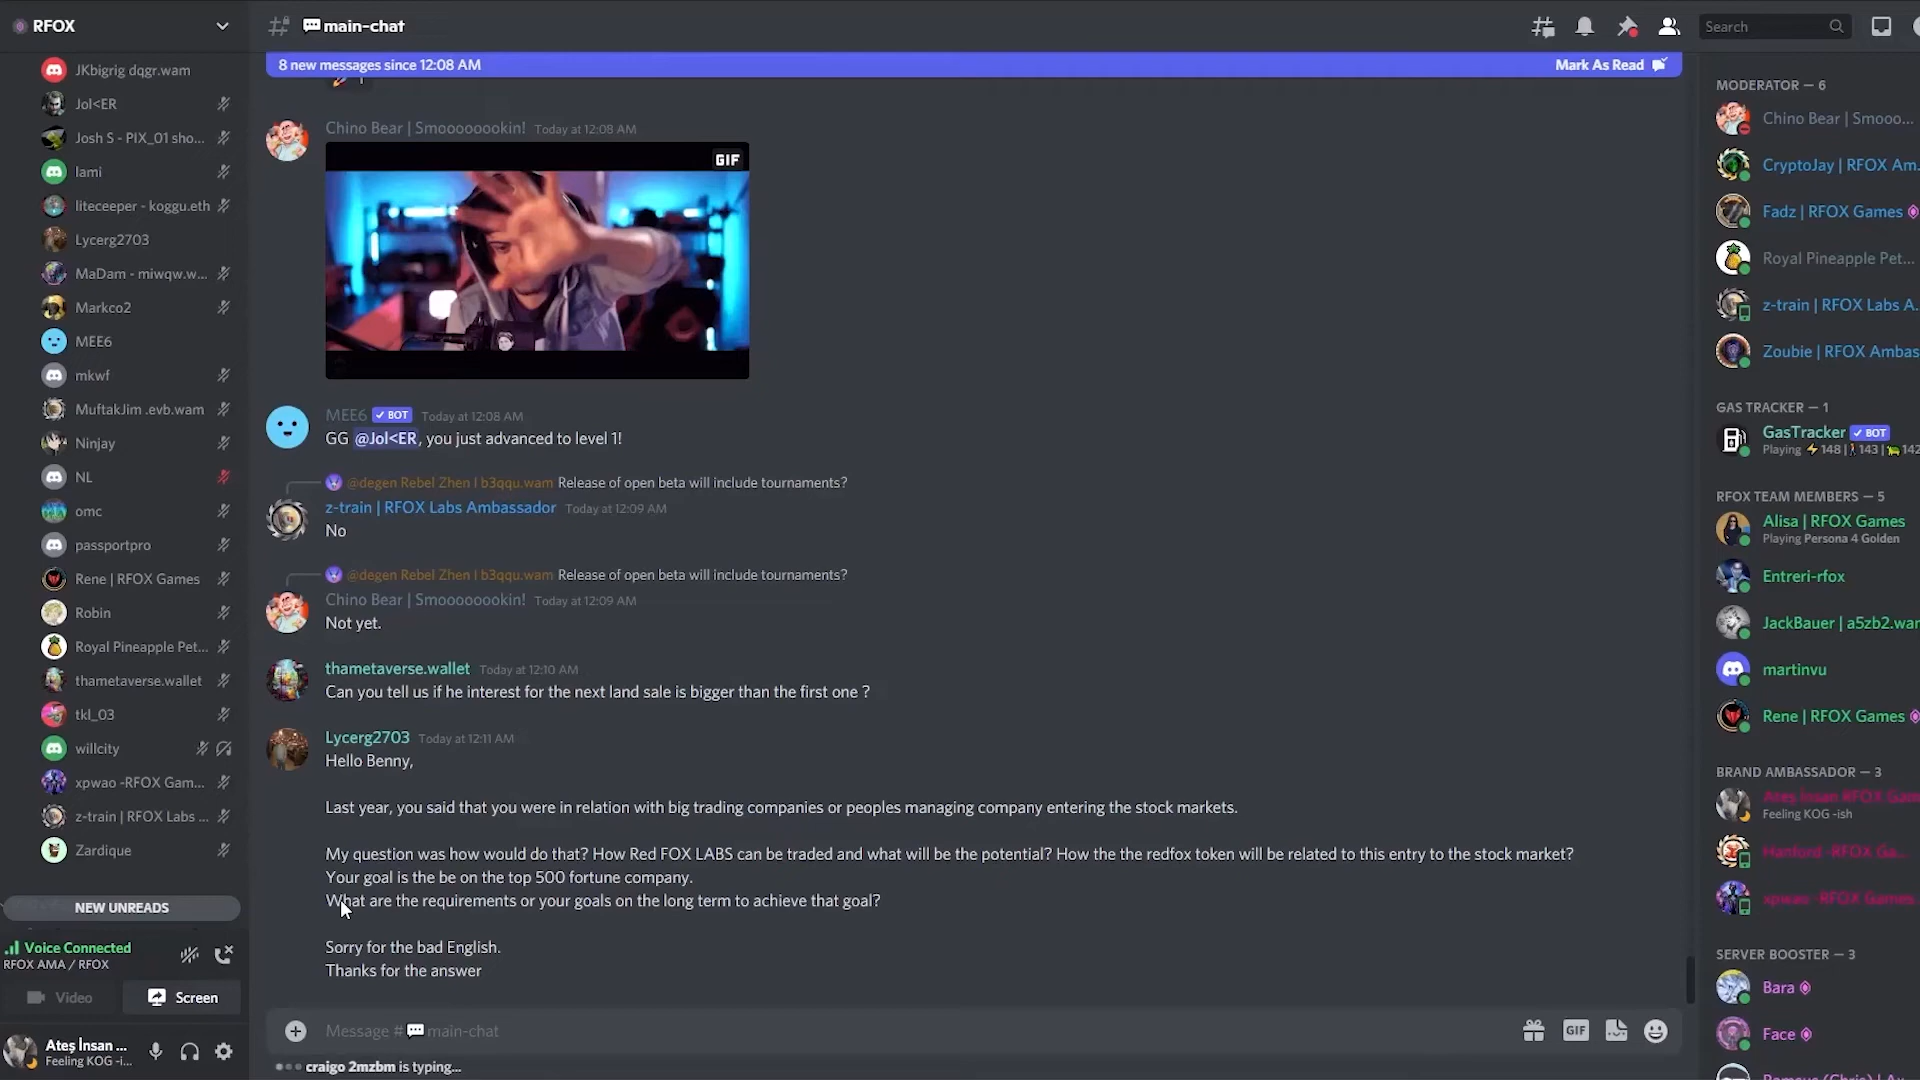 RFOX
JKbigrig dqgr.wam
Jol<ER
Josh S - PIX_01 sho...
lami
liteceeper - koggu.eth
Lycerg2703
MaDam - miwqw.w...
Markco2
MEE6
mkwf
MuftakJim .evb.wam
Ninjay
NL
omc
passportpro
Rene | RFOX Games
Robin
Royal Pineapple Pet...
thametaverse.wallet
tkl_03
willcity
xpwao -RFOX Gam...
z-train | RFOX Labs ...
Zardique
NEW UNREADS
Voice Connected
RFOX AMA / RFOX
Video
Screen
Ateş İnsan ...
Feeling KOG -i...
main-chat
Search
8 new messages since 12:08 AM
Mark As Read
1
Chino Bear | Smoooooookin! Today at 12:08 AM
GIF
MEE6 BOT Today at 12:08 AM
GG @Jol<ER, you just advanced to level 1!
@degen Rebel Zhen I b3qqu.wam Release of open beta will include tournaments?
z-train | RFOX Labs Ambassador Today at 12:09 AM
No
@degen Rebel Zhen I b3qqu.wam Release of open beta will include tournaments?
Chino Bear | Smoooooookin! Today at 12:09 AM
Not yet.
thametaverse.wallet Today at 12:10 AM
Can you tell us if he interest for the next land sale is bigger than the first one ?
Lycerg2703 Today at 12:11 AM
Hello Benny,
Last year, you said that you were in relation with big trading companies or peoples managing company entering the stock markets.
My question was how would do that? How Red FOX LABS can be traded and what will be the potential? How the the redfox token will be related to this entry to the stock market?
Your goal is the be on the top 500 fortune company.
What are the requirements or your goals on the long term to achieve that goal?
Sorry for the bad English.
Thanks for the answer
Message # main-chat
GIF
craigo 2mzbm is typing...
MODERATOR — 6
Chino Bear | Smooo...
CryptoJay | RFOX Am.
Fadz | RFOX Games
Royal Pineapple Pet...
z-train | RFOX Labs A.
Zoubie | RFOX Ambas
GAS TRACKER — 1
GasTracker BOT
Playing 148 | 143 | 142
RFOX TEAM MEMBERS — 5
Alisa | RFOX Games
Playing Persona 4 Golden
Entreri-rfox
JackBauer | a5zb2.war
martinvu
Rene | RFOX Games
BRAND AMBASSADOR — 3
Ateş İnsan RFOX Gam
Feeling KOG -ish
Hanford -RFOX Ga...
xpwao -RFOX Games
SERVER BOOSTER — 3
Bara
Face